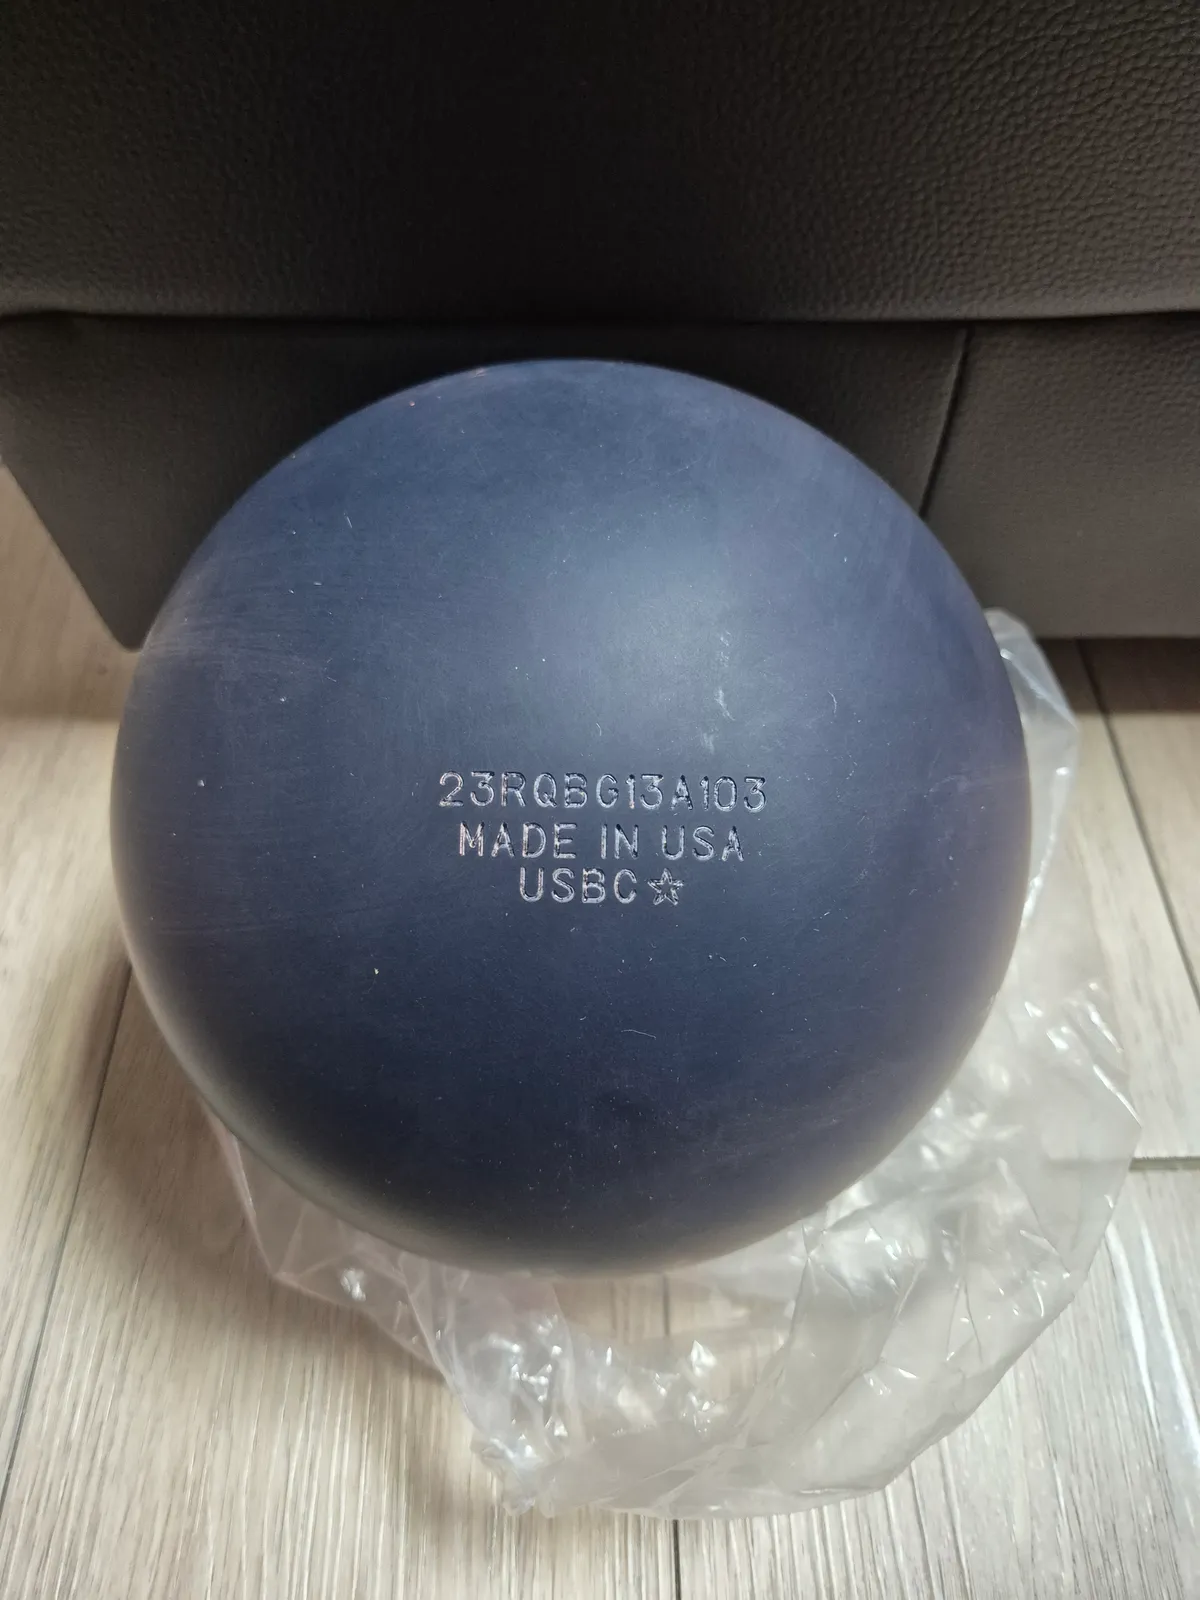 23RQBG13A103
MADE IN USA
USBC☆